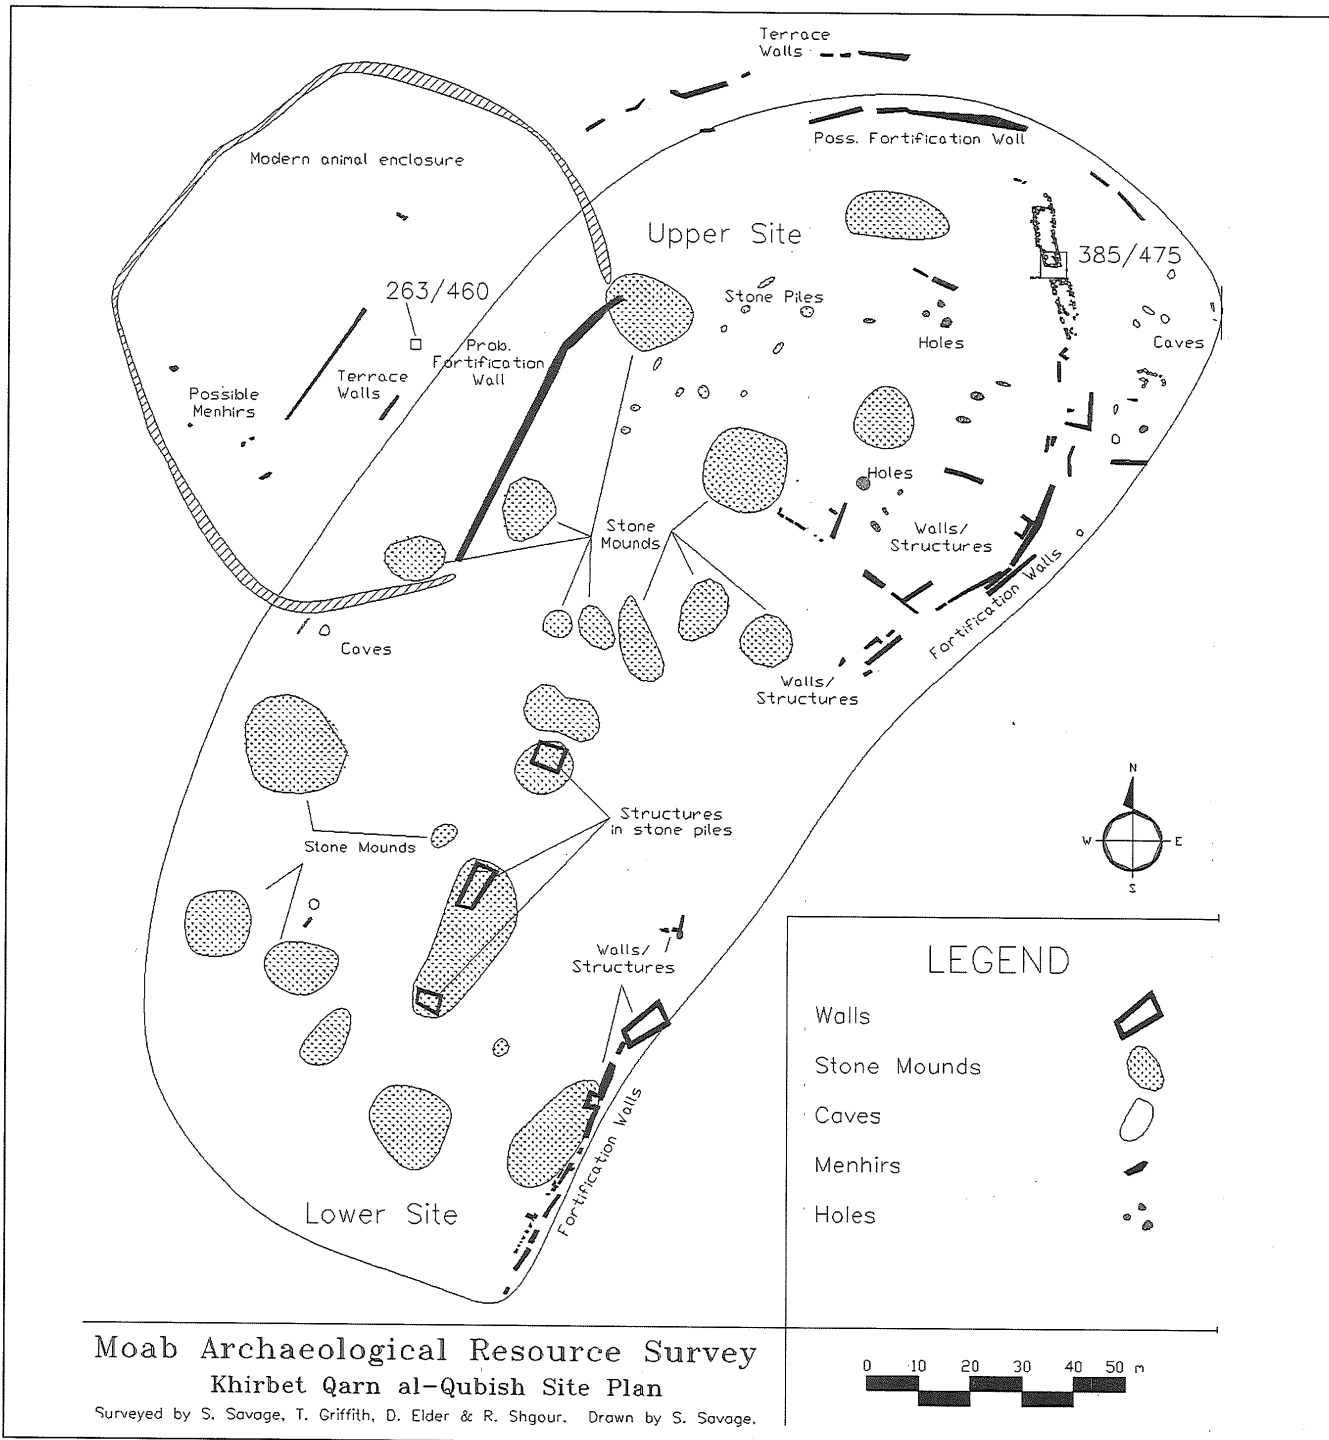 Terrace
Walls
Poss. Fortification Wall
Modern animal enclosure
Upper Site
385/475
263/460
Stone Piles
Holes
Caves
Prob.
Fortification
Wall
Terrace
Walls
Possible
Menhirs
Holes
Stone
Mounds
Walls/
Structures
Fortification Walls
Caves
Walls/
Structures
Structures
in stone piles
Stone Mounds
Walls/
Structures
Fortification Walls
Lower Site
N
W
E
S
LEGEND
Walls
Stone Mounds
Caves
Menhirs
Holes
Moab Archaeological Resource Survey
Khirbet Qarn al-Qubish Site Plan
Surveyed by S. Savage, T. Griffith, D. Elder & R. Shgour. Drawn by S. Savage.
0 10 20 30 40 50 m